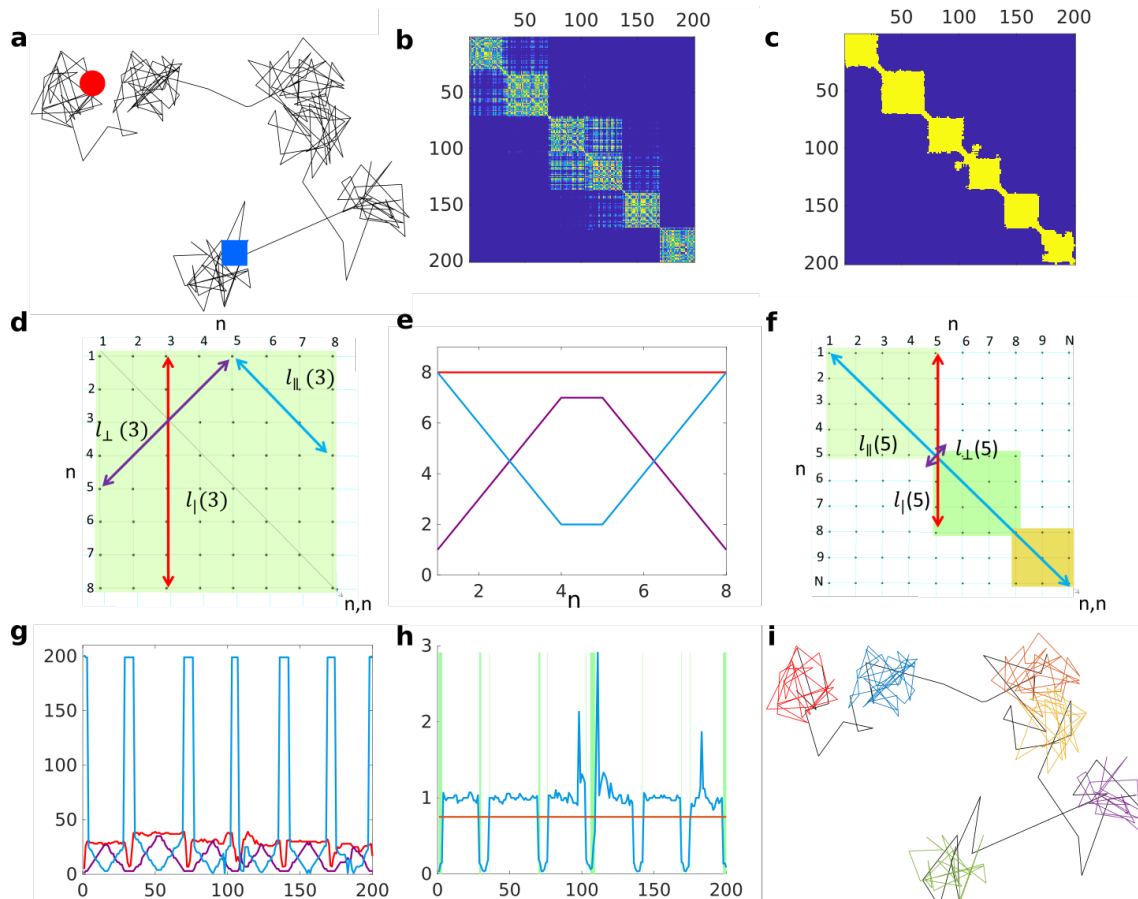 a
b
50 100 150 200
50
100
150
200
c
50 100 150 200
50
100
150
200
d
n
1 2 3 4 5 6 7 8
1
2
3
4
5
6
7
8
n
l∥(3)
l⊥(3)
l|(3)
n,n
e
8
6
4
2
0
2 4 6 8
n
f
n
1 2 3 4 5 6 7 8 9 N
1
2
3
4
5
6
7
8
9
N
n
l∥(5)
l⊥(5)
l|(5)
n,n
g
200
150
100
50
0
0 50 100 150 200
h
3
2
1
0
0 50 100 150 200
i